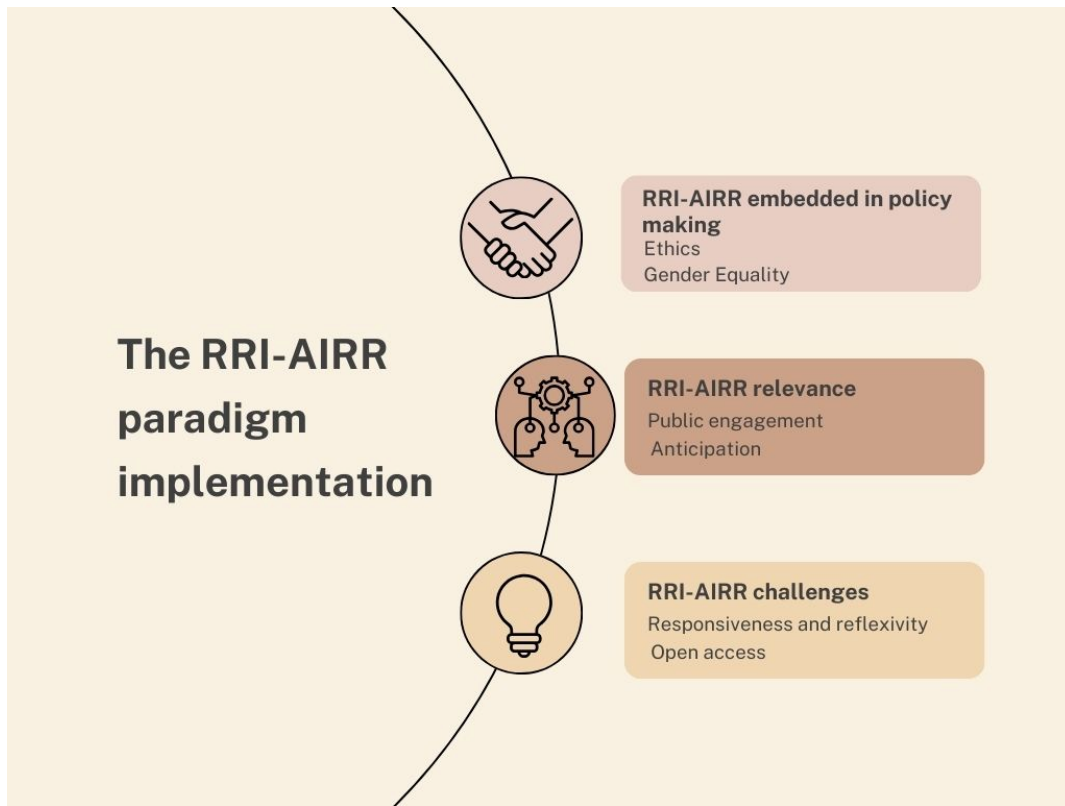 The RRI-AIRR
paradigm
implementation
RRI-AIRR embedded in policy
making
Ethics
Gender Equality
RRI-AIRR relevance
Public engagement
Anticipation
RRI-AIRR challenges
Responsiveness and reflexivity
Open access